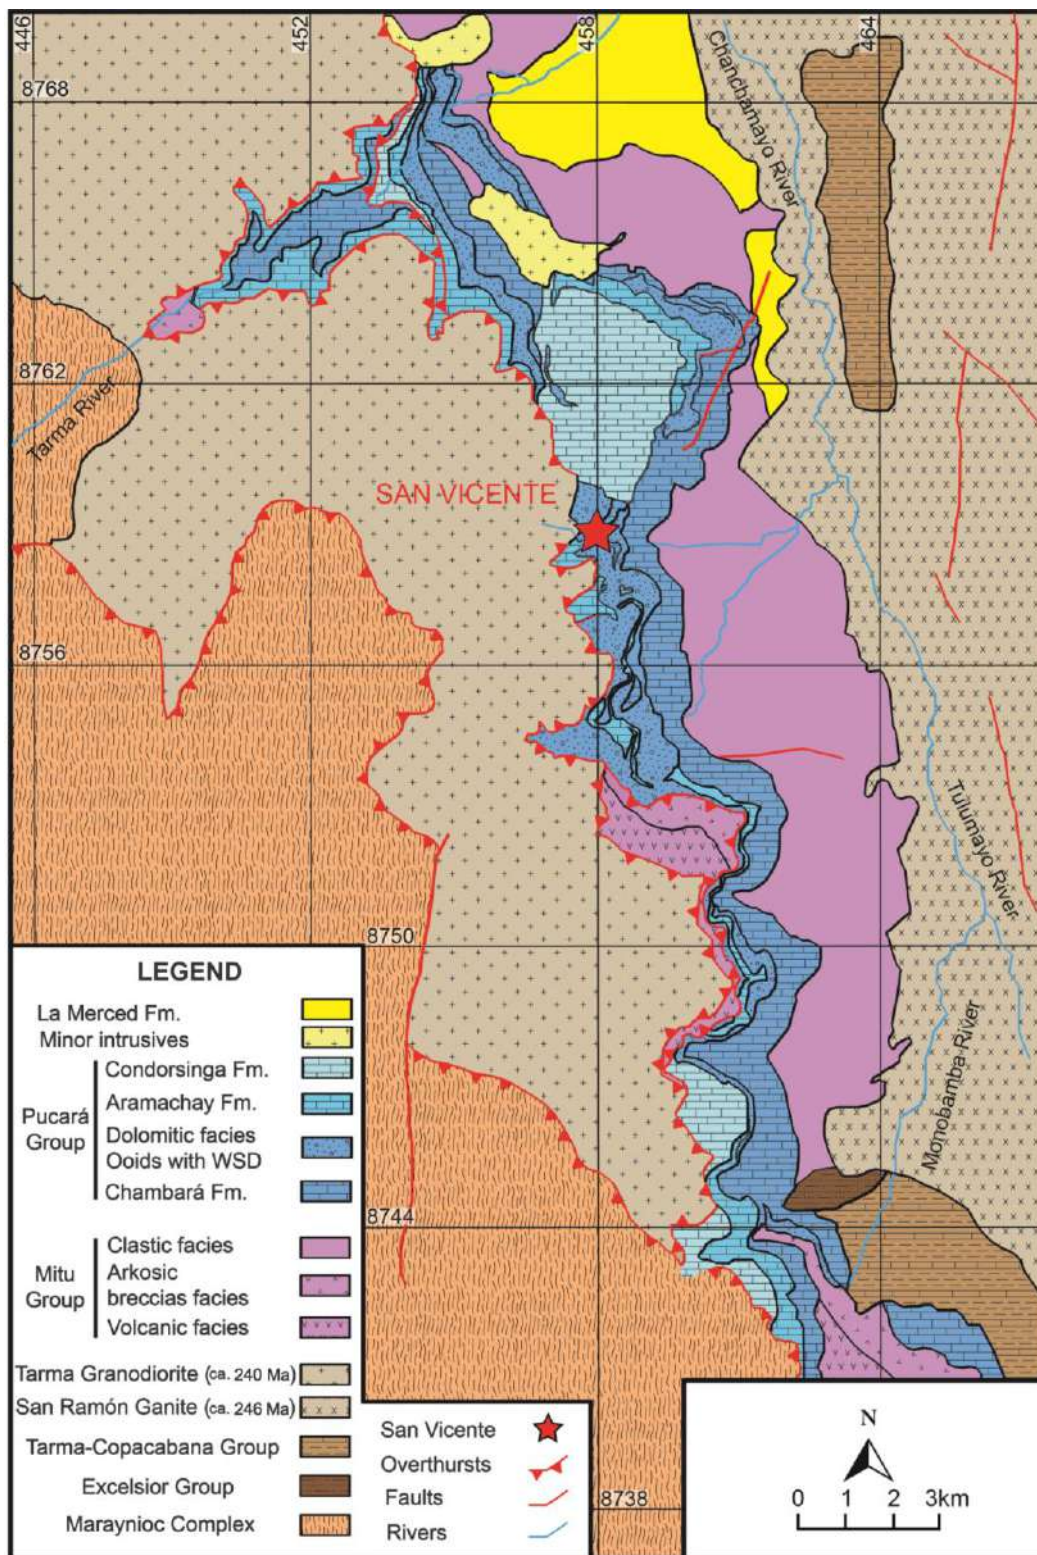 446
452
458
464
8768
Chanchamayo River
8762
Tarma River
SAN VICENTE
8756
Tulumayo River
8750
Monobamba River
8744
8738
LEGEND
La Merced Fm.
Minor intrusives
Pucará Group
Condorsinga Fm.
Aramachay Fm.
Dolomitic facies
Ooids with WSD
Chambará Fm.
Mitu Group
Clastic facies
Arkosic
breccias facies
Volcanic facies
Tarma Granodiorite (ca. 240 Ma)
San Ramón Ganite (ca. 246 Ma)
Tarma-Copacabana Group
Excelsior Group
Maraynioc Complex
San Vicente
Overthursts
Faults
Rivers
N
0 1 2 3km